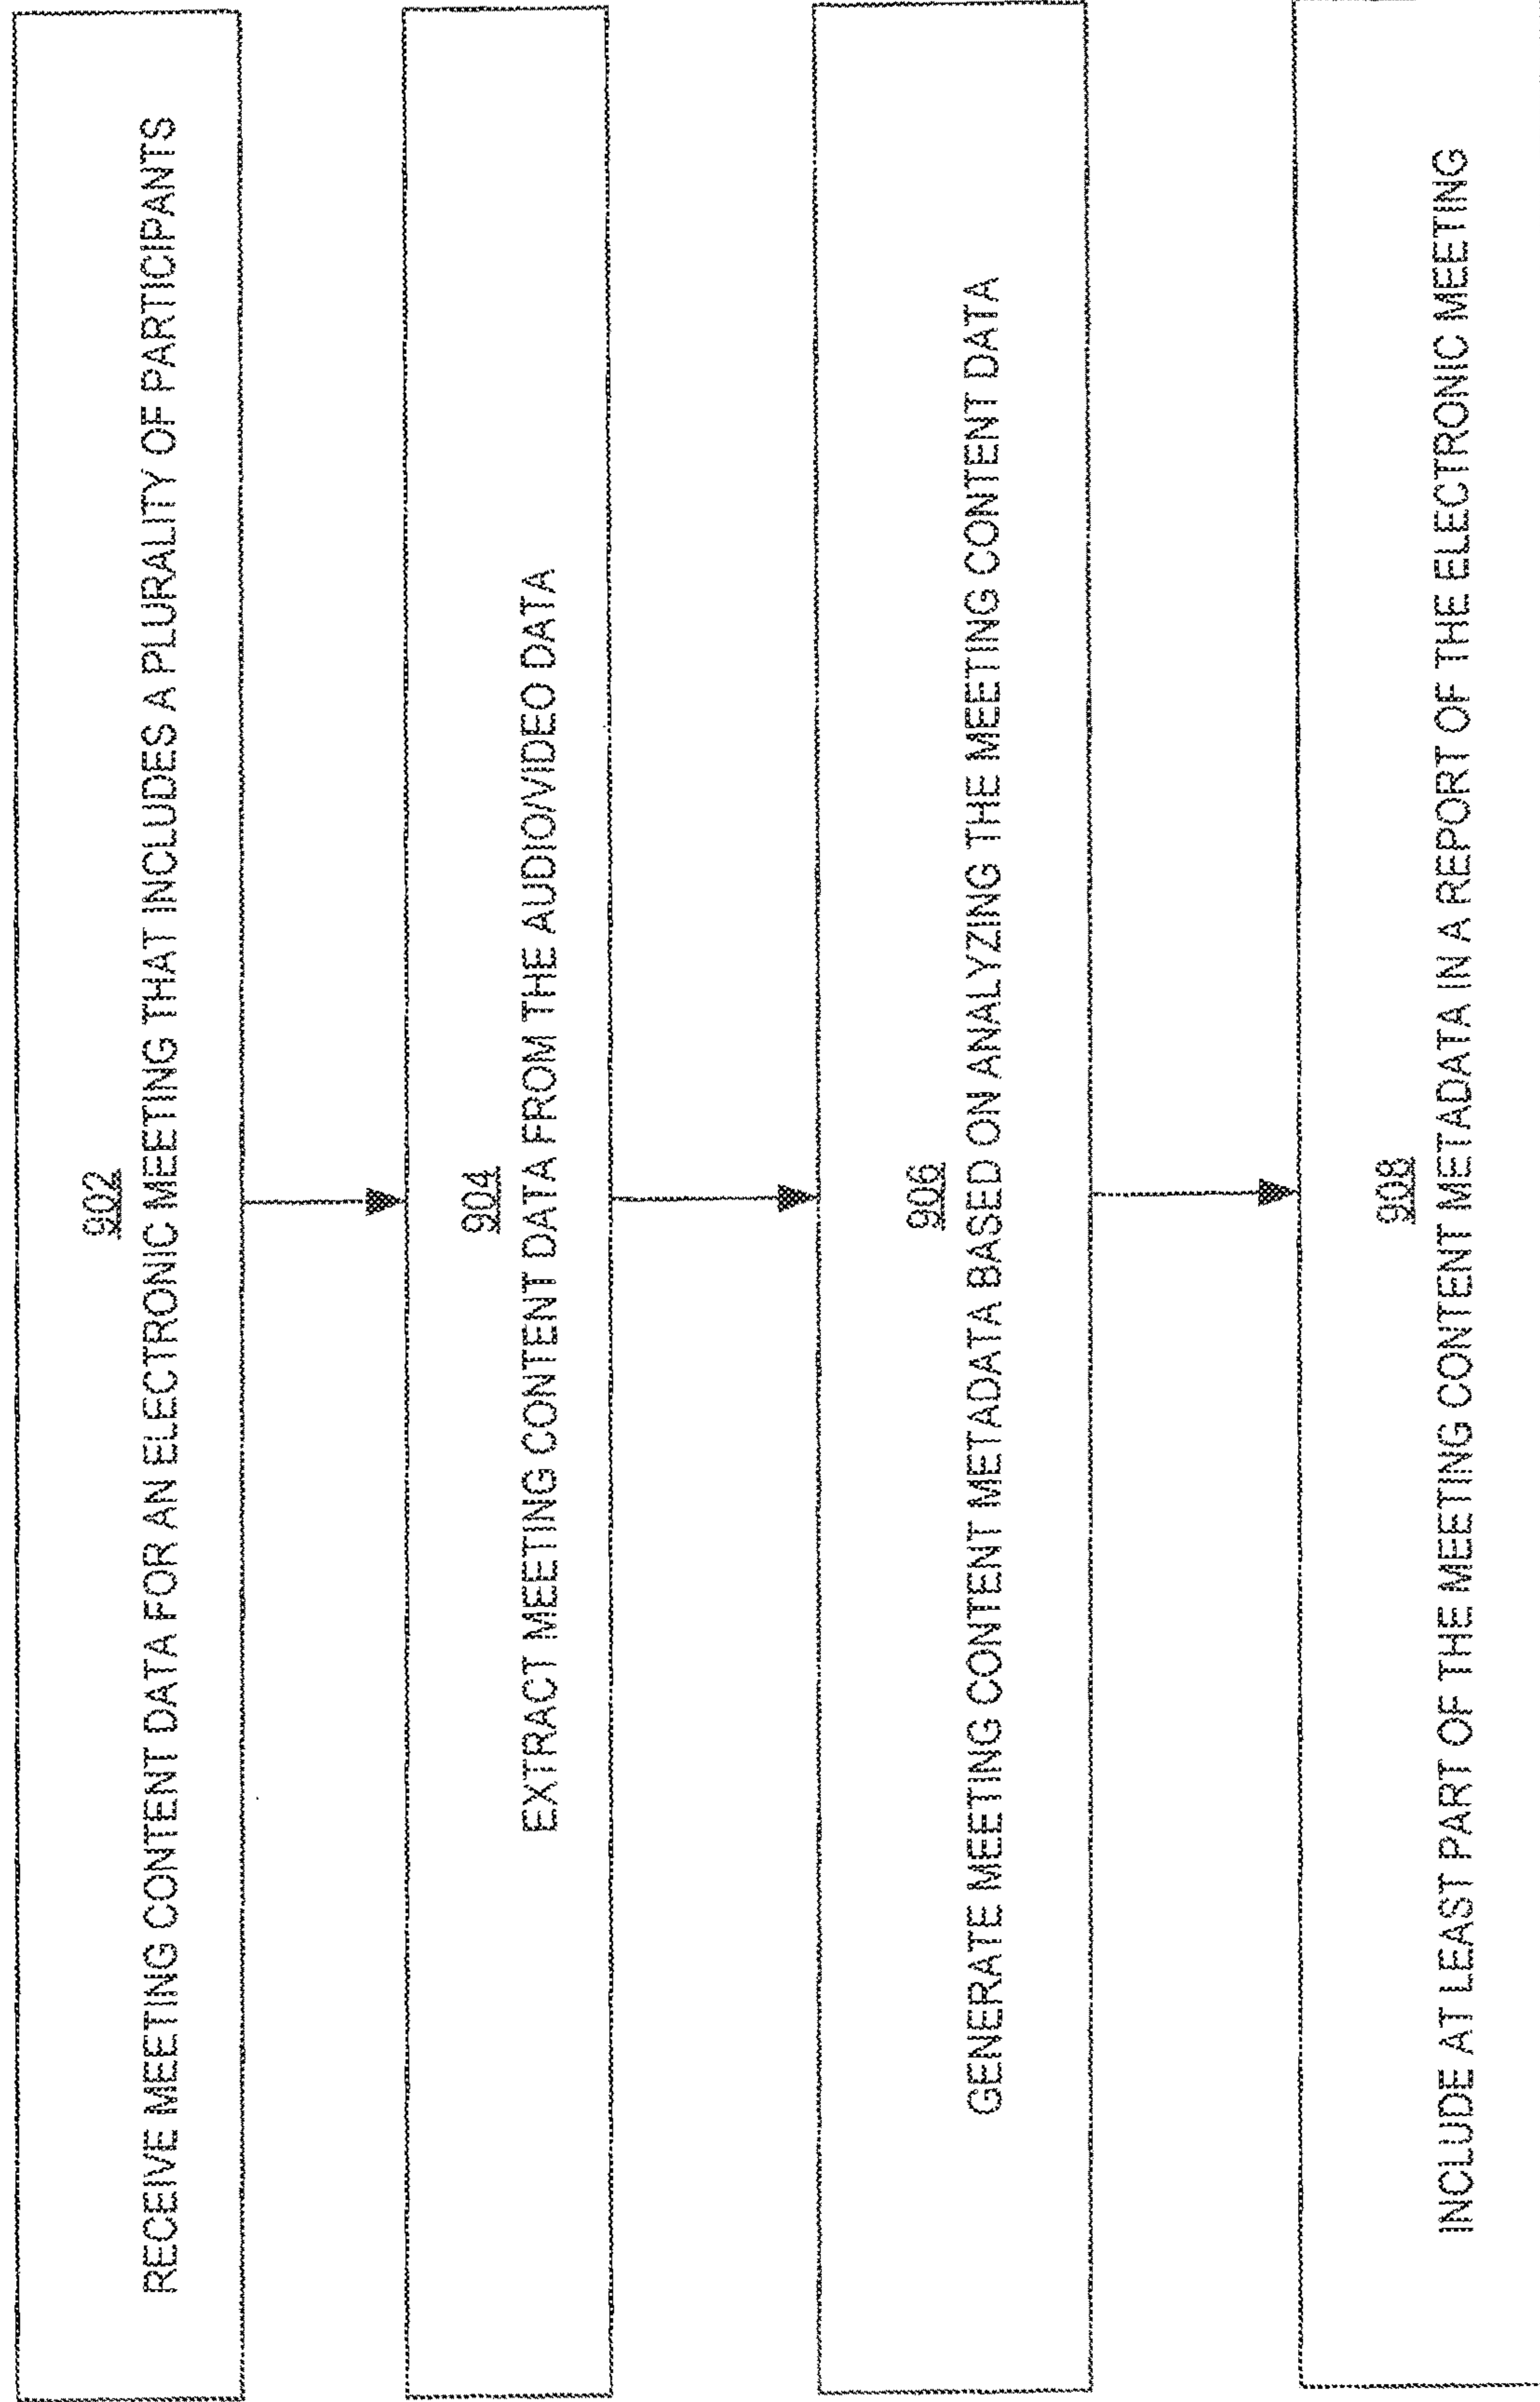 902
RECEIVE MEETING CONTENT DATA FOR AN ELECTRONIC MEETING THAT INCLUDES A PLURALITY OF PARTICIPANTS
904
EXTRACT MEETING CONTENT DATA FROM THE AUDIO/VIDEO DATA
906
GENERATE MEETING CONTENT METADATA BASED ON ANALYZING THE MEETING CONTENT DATA
908
INCLUDE AT LEAST PART OF THE MEETING CONTENT METADATA IN A REPORT OF THE ELECTRONIC MEETING